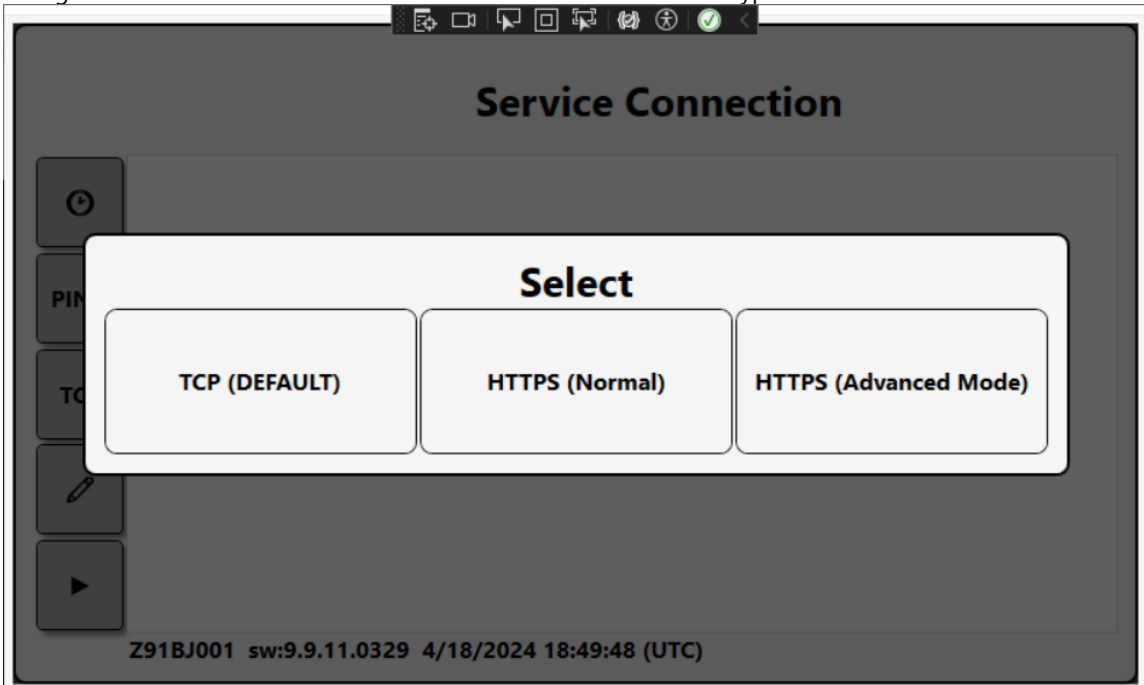 Service Connection
Select
TCP (DEFAULT)
HTTPS (Normal)
HTTPS (Advanced Mode)
Z91BJ001 sw:9.9.11.0329 4/18/2024 18:49:48 (UTC)